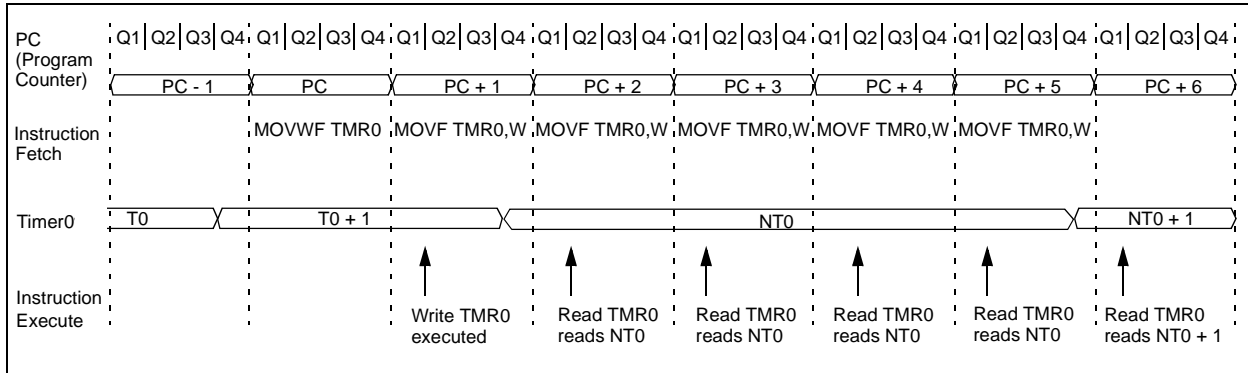 PC
(Program
Counter)
Q1 Q2 Q3 Q4 Q1 Q2 Q3 Q4 Q1 Q2 Q3 Q4 Q1 Q2 Q3 Q4 Q1 Q2 Q3 Q4 Q1 Q2 Q3 Q4 Q1 Q2 Q3 Q4 Q1 Q2 Q3 Q4
PC - 1 PC PC + 1 PC + 2 PC + 3 PC + 4 PC + 5 PC + 6
Instruction
Fetch
MOVWF TMR0 MOVF TMR0,W MOVF TMR0,W MOVF TMR0,W MOVF TMR0,W MOVF TMR0,W
Timer0
T0 T0 + 1 NT0 NT0 + 1
Instruction
Execute
Write TMR0
executed
Read TMR0
reads NT0
Read TMR0
reads NT0
Read TMR0
reads NT0
Read TMR0
reads NT0
Read TMR0
reads NT0 + 1